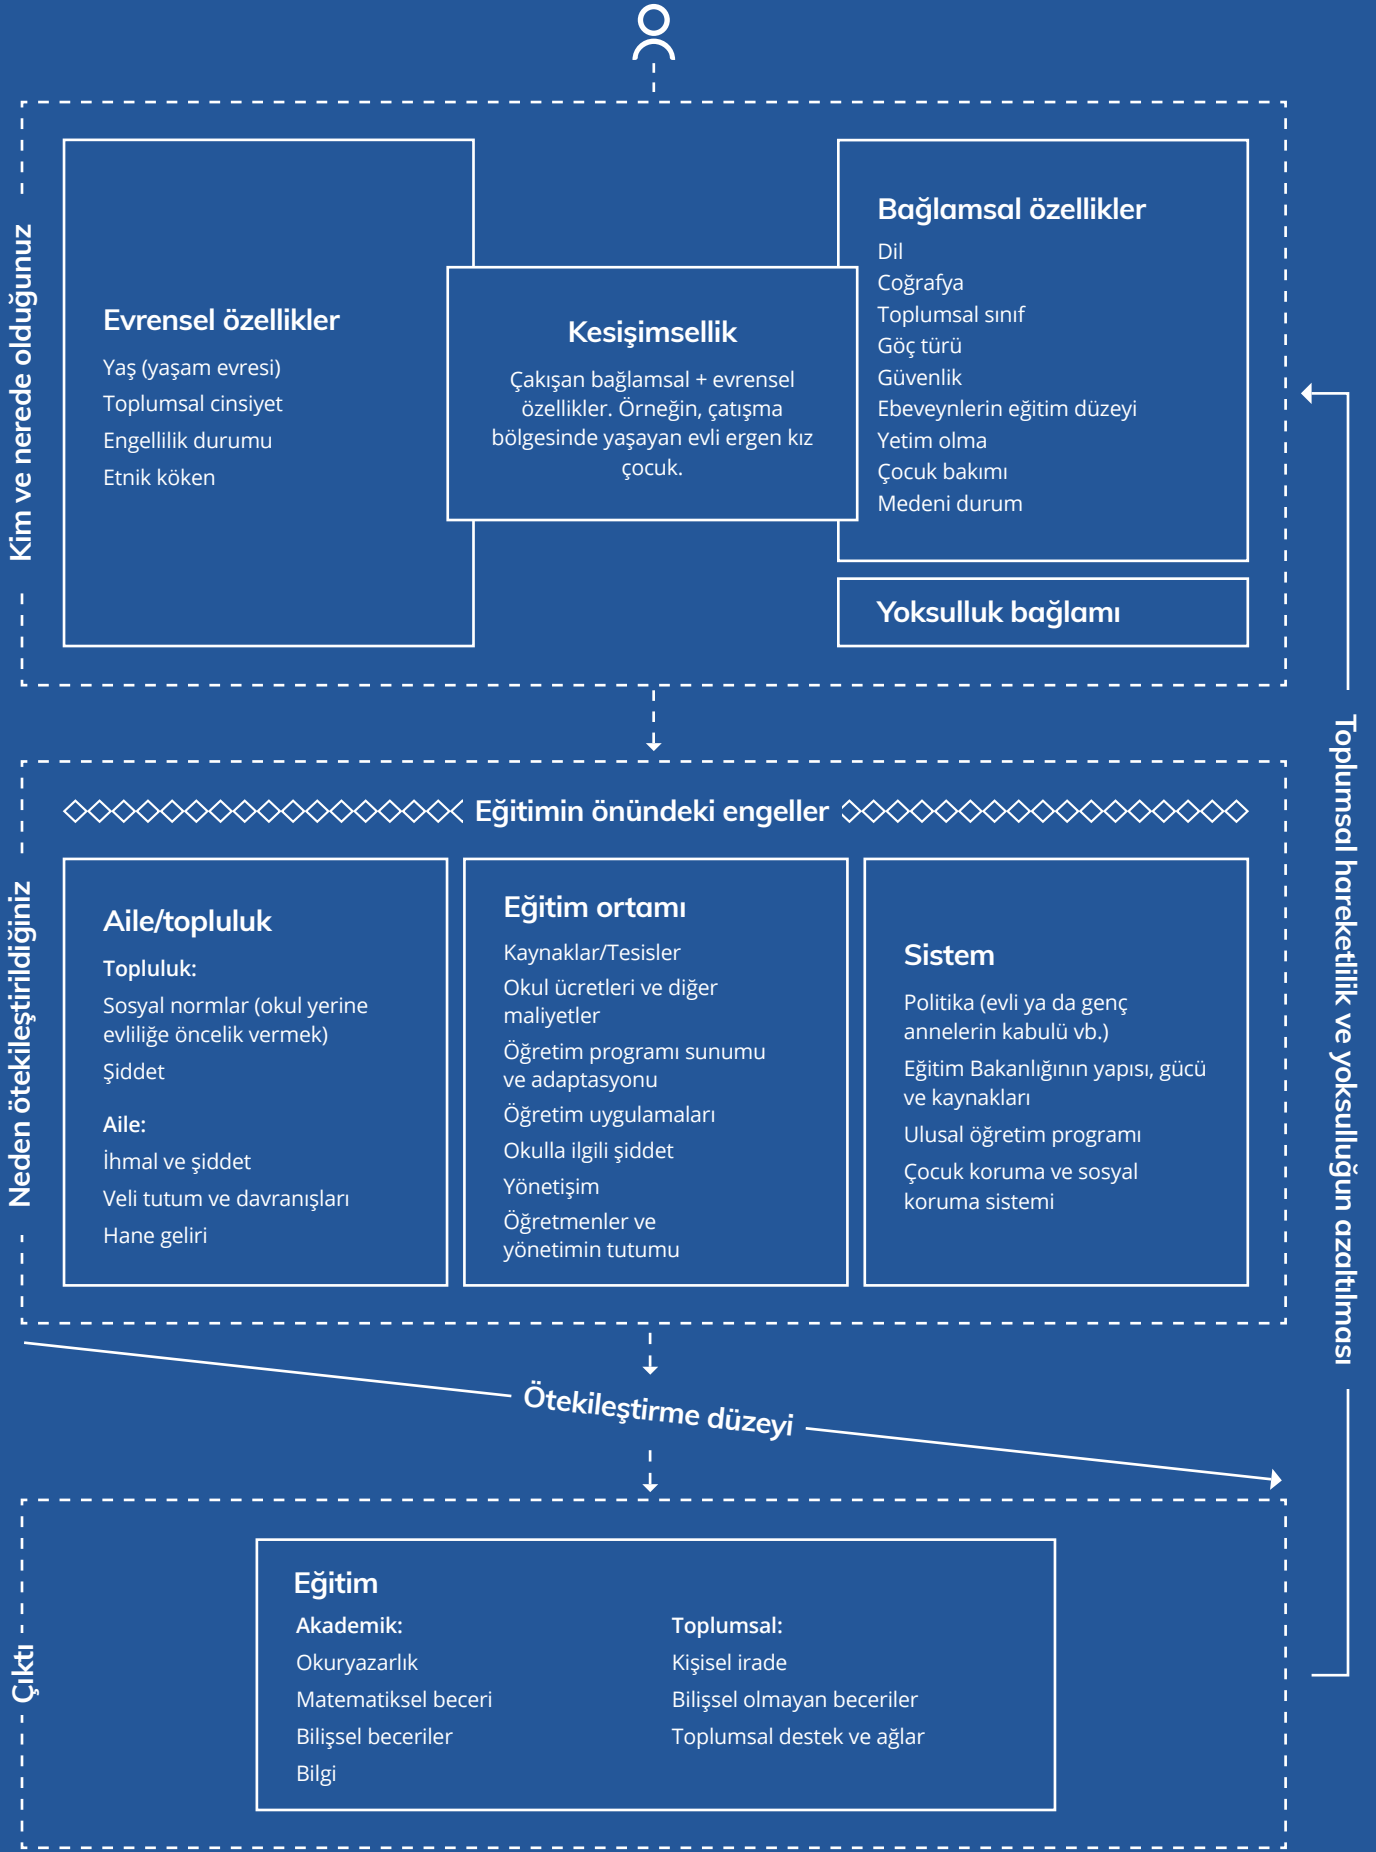 Kim ve nerede olduğunuz
Evrensel özellikler
Yaş (yaşam evresi)
Toplumsal cinsiyet
Engellilik durumu
Etnik köken
Kesişimsellik
Çakışan bağlamsal + evrensel
özellikler. Örneğin, çatışma
bölgesinde yaşayan evli ergen kız
çocuk.
Bağlamsal özellikler
Dil
Coğrafya
Toplumsal sınıf
Göç türü
Güvenlik
Ebeveynlerin eğitim düzeyi
Yetim olma
Çocuk bakımı
Medeni durum
Yoksulluk bağlamı
Neden ötekileştirildiğiniz
Eğitimin önündeki engeller
Aile/topluluk
Topluluk:
Sosyal normlar (okul yerine
evliliğe öncelik vermek)
Şiddet
Aile:
İhmal ve şiddet
Veli tutum ve davranışları
Hane geliri
Eğitim ortamı
Kaynaklar/Tesisler
Okul ücretleri ve diğer
maliyetler
Öğretim programı sunumu
ve adaptasyonu
Öğretim uygulamaları
Okulla ilgili şiddet
Yönetişim
Öğretmenler ve
yönetimin tutumu
Sistem
Politika (evli ya da genç
annelerin kabulü vb.)
Eğitim Bakanlığının yapısı, gücü
ve kaynakları
Ulusal öğretim programı
Çocuk koruma ve sosyal
koruma sistemi
Toplumsal hareketlilik ve yoksulluğun azaltılması
Ötekileştirme düzeyi
Çıktı
Eğitim
Akademik:
Okuryazarlık
Matematiksel beceri
Bilişsel beceriler
Bilgi
Toplumsal:
Kişisel irade
Bilişsel olmayan beceriler
Toplumsal destek ve ağlar